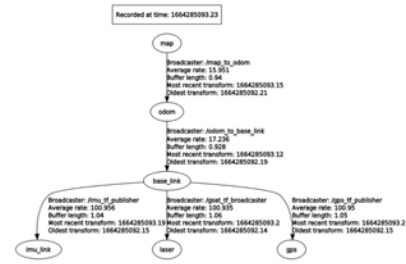 Recorded at time: 1664285093.23
map
Broadcaster: /map_to_odom
Average rate: 15.951
Buffer length: 0.94
Most recent transform: 1664285093.15
Oldest transform: 1664285092.21
odom
Broadcaster: /odom_to_base_link
Average rate: 17.236
Buffer length: 0.928
Most recent transform: 1664285093.12
Oldest transform: 1664285092.19
base_link
Broadcaster: /imu_tf_publisher
Average rate: 100.956
Buffer length: 1.04
Most recent transform: 1664285093.19
Oldest transform: 1664285092.15
Broadcaster: /gsat_tf_broadcaster
Average rate: 100.935
Buffer length: 1.06
Most recent transform: 1664285093.2
Oldest transform: 1664285092.14
Broadcaster: /gps_tf_publisher
Average rate: 100.95
Buffer length: 1.05
Most recent transform: 1664285093.2
Oldest transform: 1664285092.15
imu_link
laser
gps